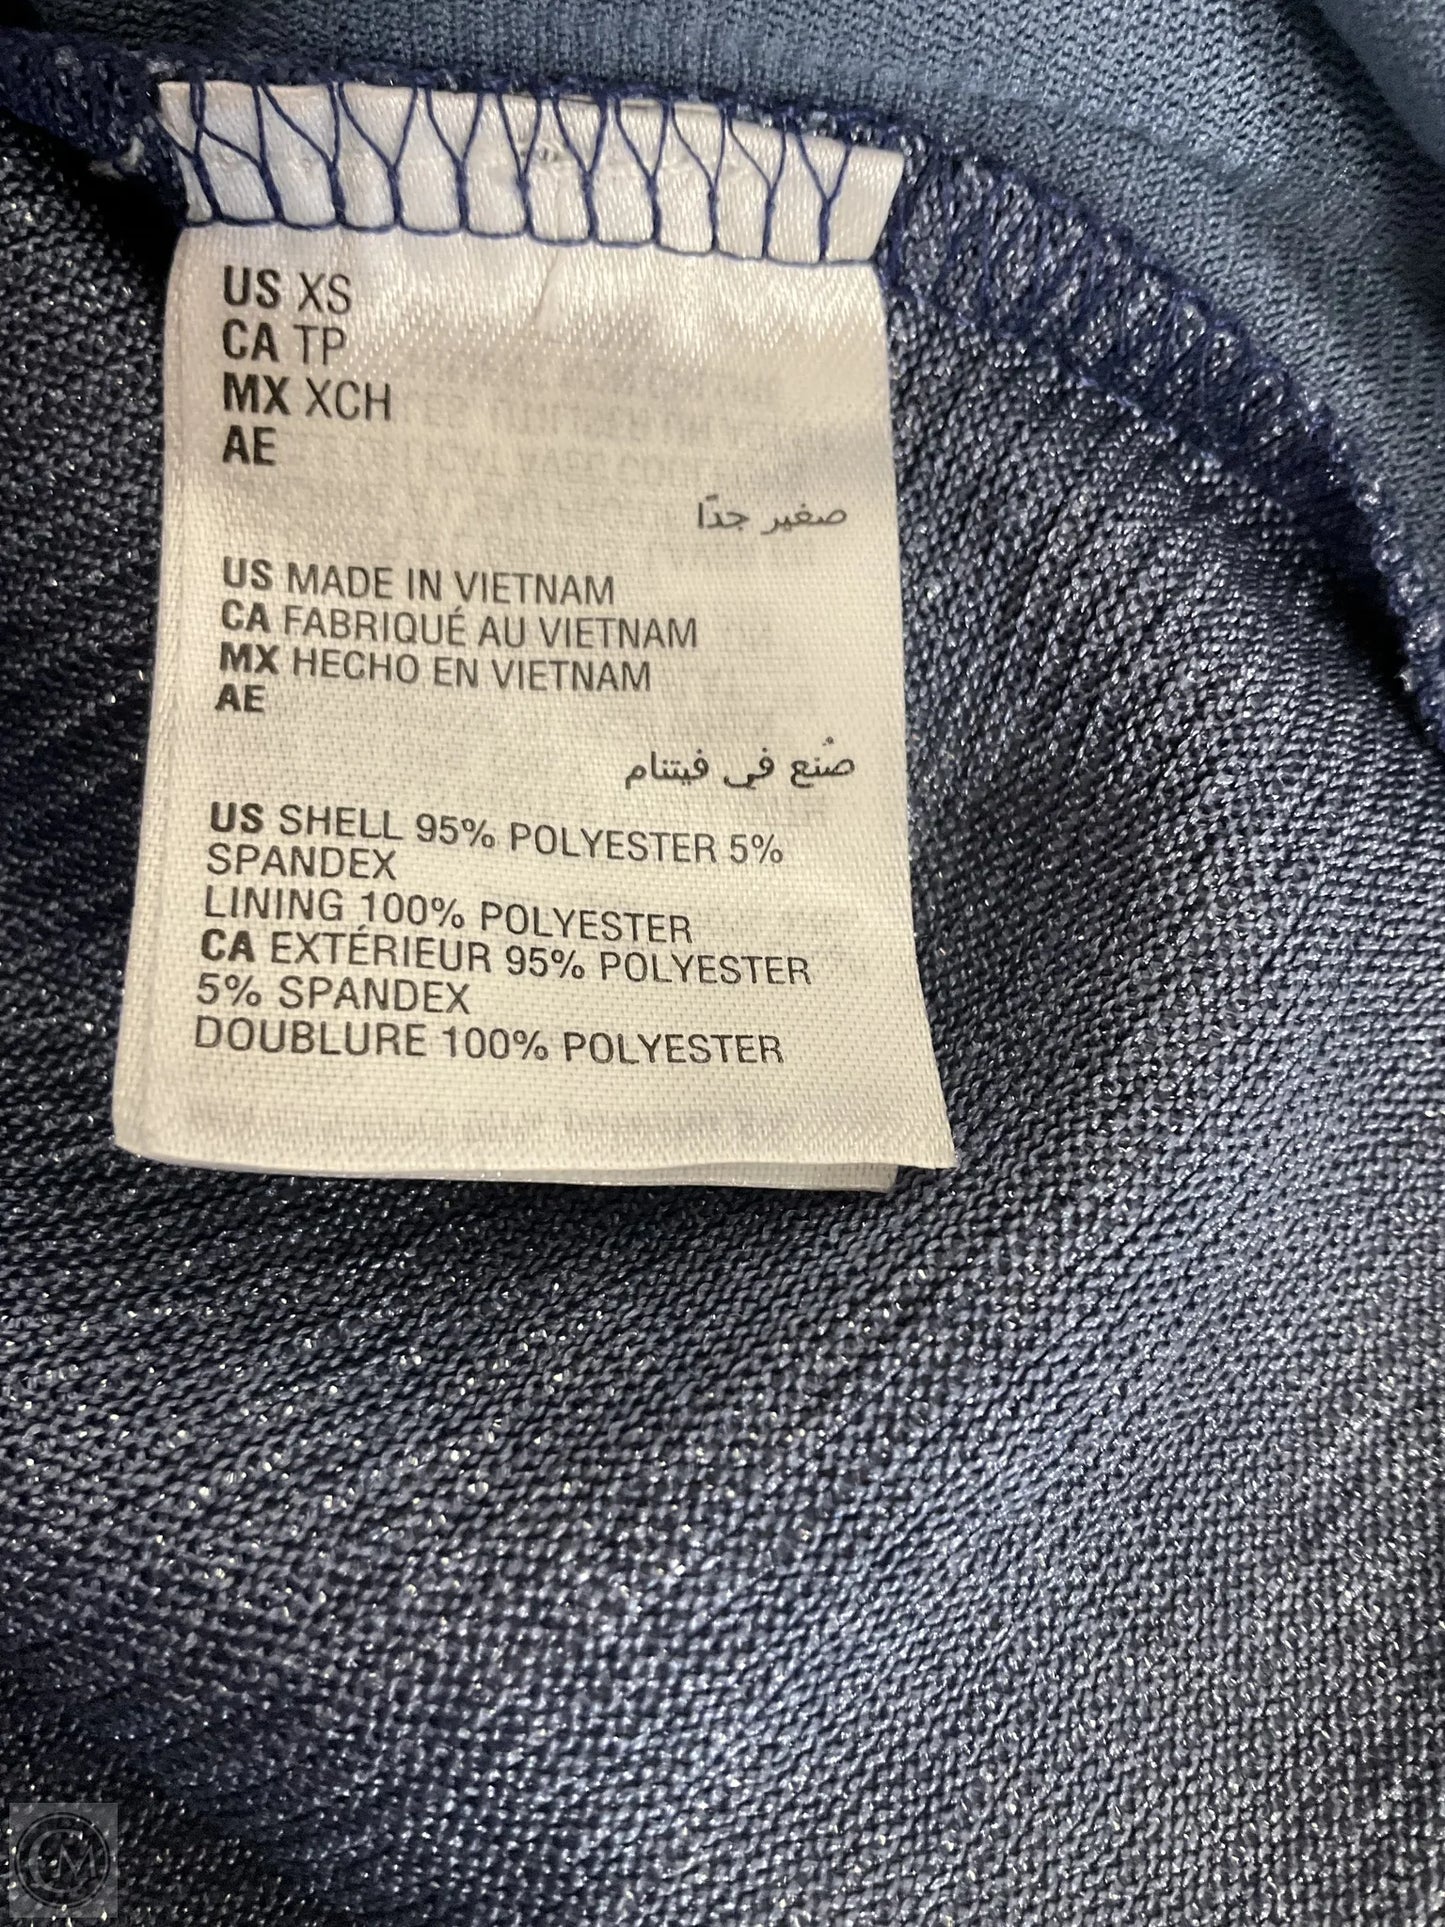 US XS
CA TP
MX XCH
AE
صغير جدًا
US MADE IN VIETNAM
CA FABRIQUÉ AU VIETNAM
MX HECHO EN VIETNAM
AE
صُنع في فيتنام
US SHELL 95% POLYESTER 5%
SPANDEX
LINING 100% POLYESTER
CA EXTÉRIEUR 95% POLYESTER
5% SPANDEX
DOUBLURE 100% POLYESTER